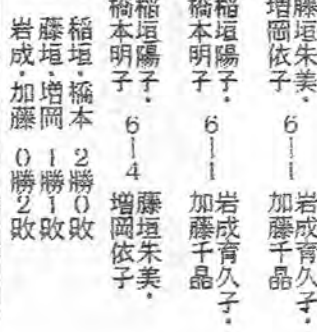 藤垣朱美・
増岡依子
6―1
岩成育久子・
加藤千晶
稲垣陽子・
橋本明子
6―1
岩成育久子・
加藤千晶
稲垣陽子・
橋本明子
6―4
藤垣朱美・
増岡依子
稲垣・橋本 2勝0敗
藤垣・増岡 1勝1敗
岩成・加藤 0勝2敗